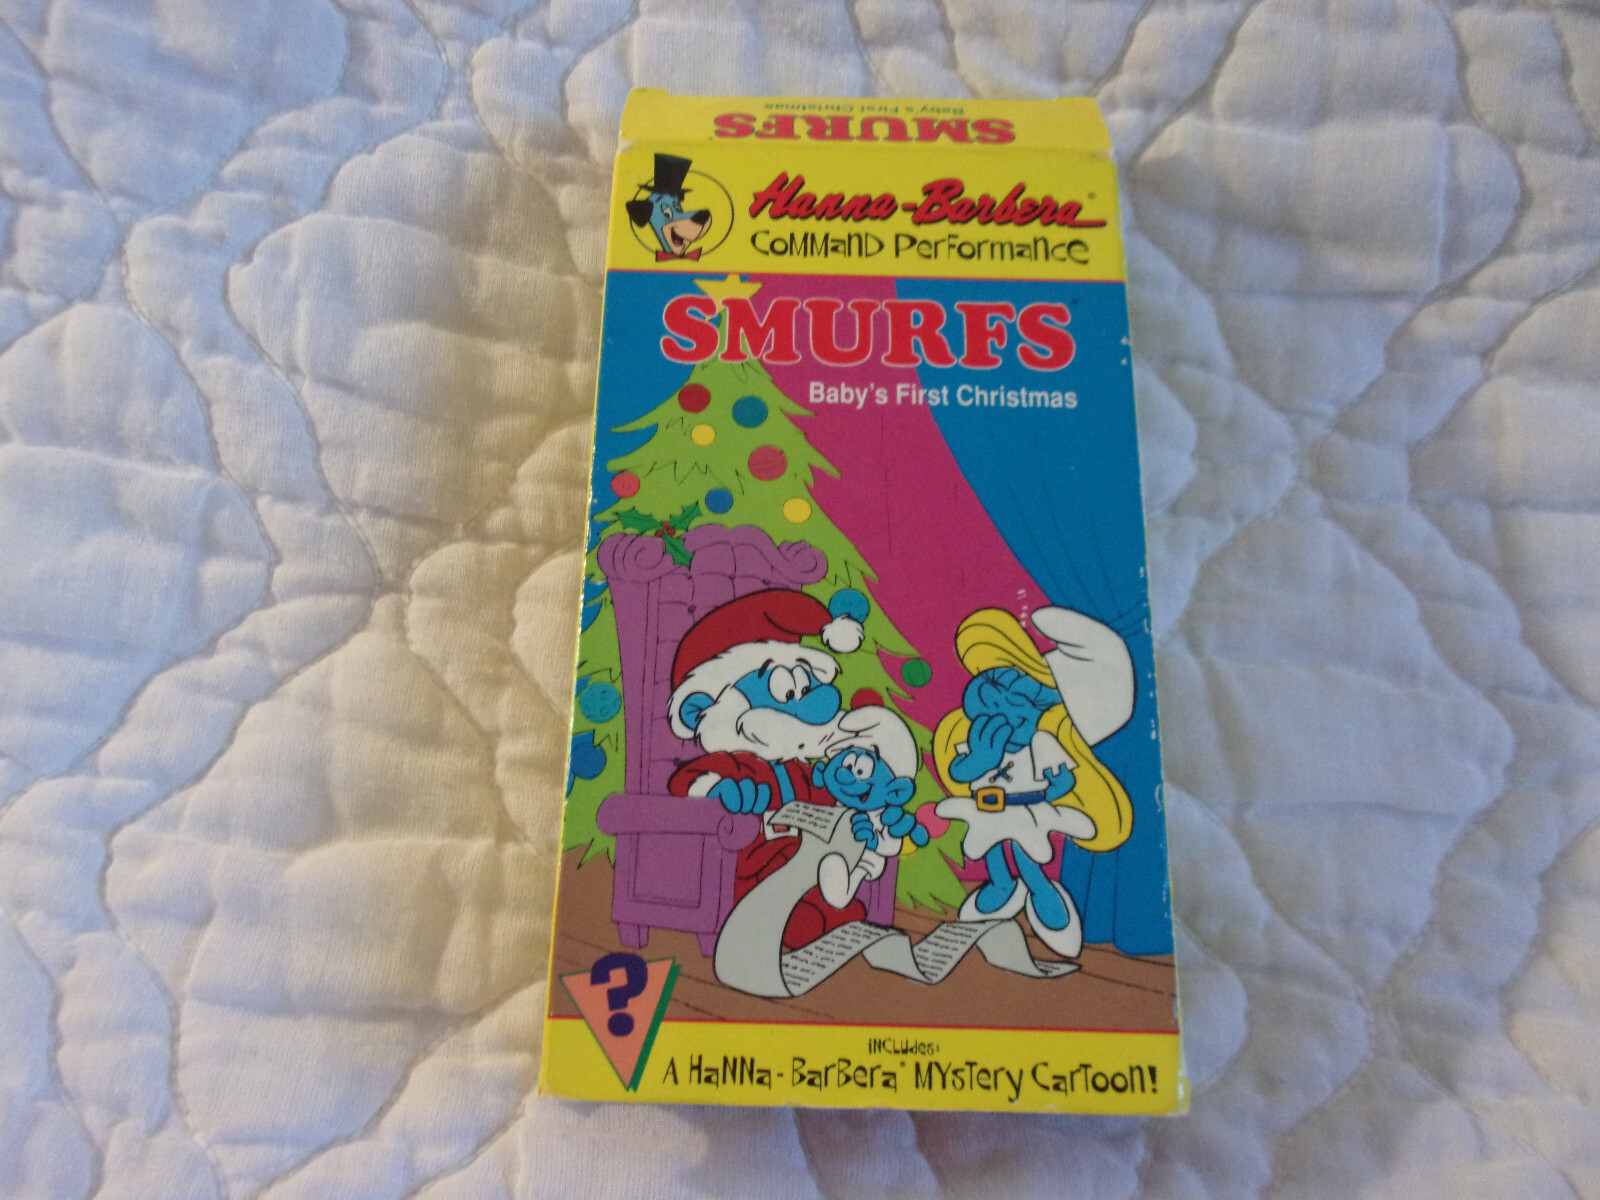 Baby's First Christmas
SMURFS
Hanna-Barbera®
COMMAND PERFORMANCE
SMURFS®
Baby's First Christmas
?
INCLUDES:
A HANNA-BARBERA® MYSTERY CARTOON!